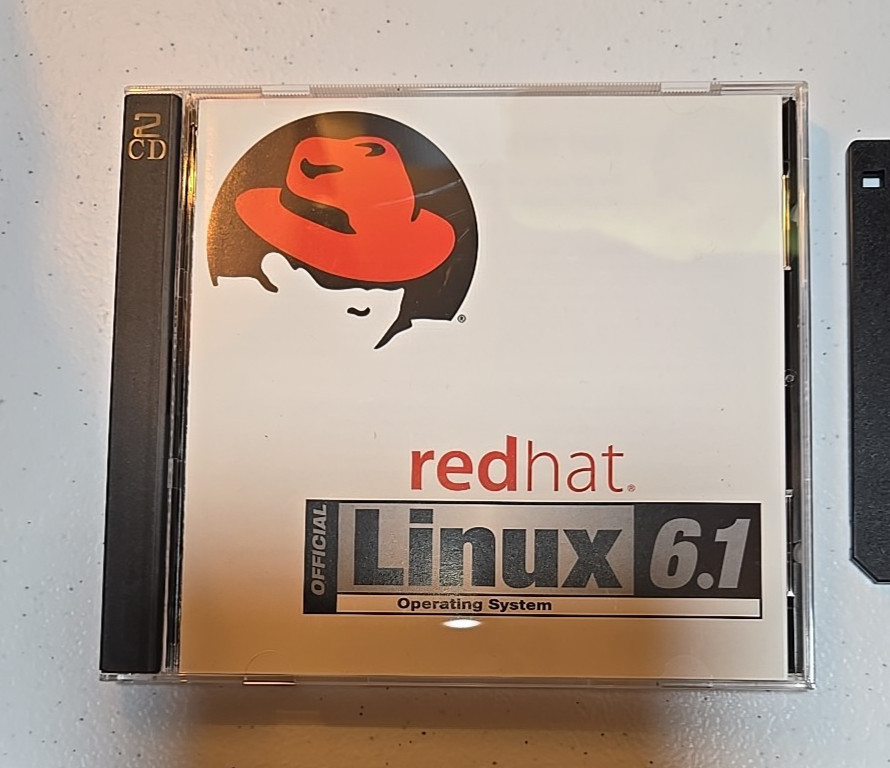 2
CD
®
redhat®
OFFICIAL
Linux 6.1
Operating System